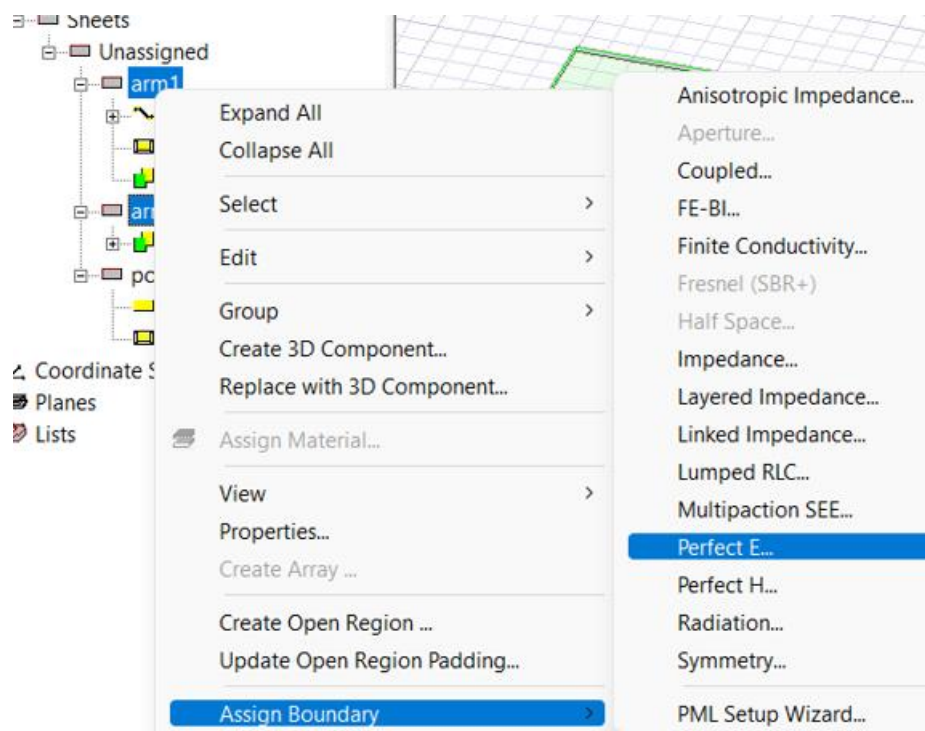 Sheets
Unassigned
arm1
Coordinate
Planes
Lists
Expand All
Collapse All
Select
Edit
Group
Create 3D Component...
Replace with 3D Component...
Assign Material...
View
Properties...
Create Array ...
Create Open Region ...
Update Open Region Padding...
Assign Boundary
Anisotropic Impedance...
Aperture...
Coupled...
FE-BI...
Finite Conductivity...
Fresnel (SBR+)
Half Space...
Impedance...
Layered Impedance...
Linked Impedance...
Lumped RLC...
Multipaction SEE...
Perfect E...
Perfect H...
Radiation...
Symmetry...
PML Setup Wizard...